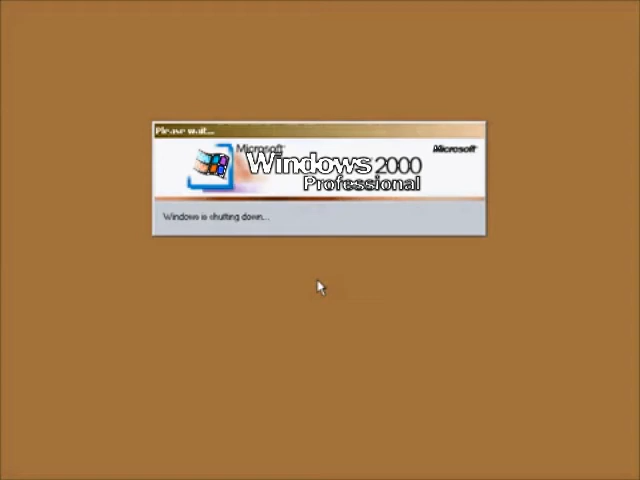 Please wait...
Microsoft
Microsoft
Windows 2000
Professional
Windows is shutting down...